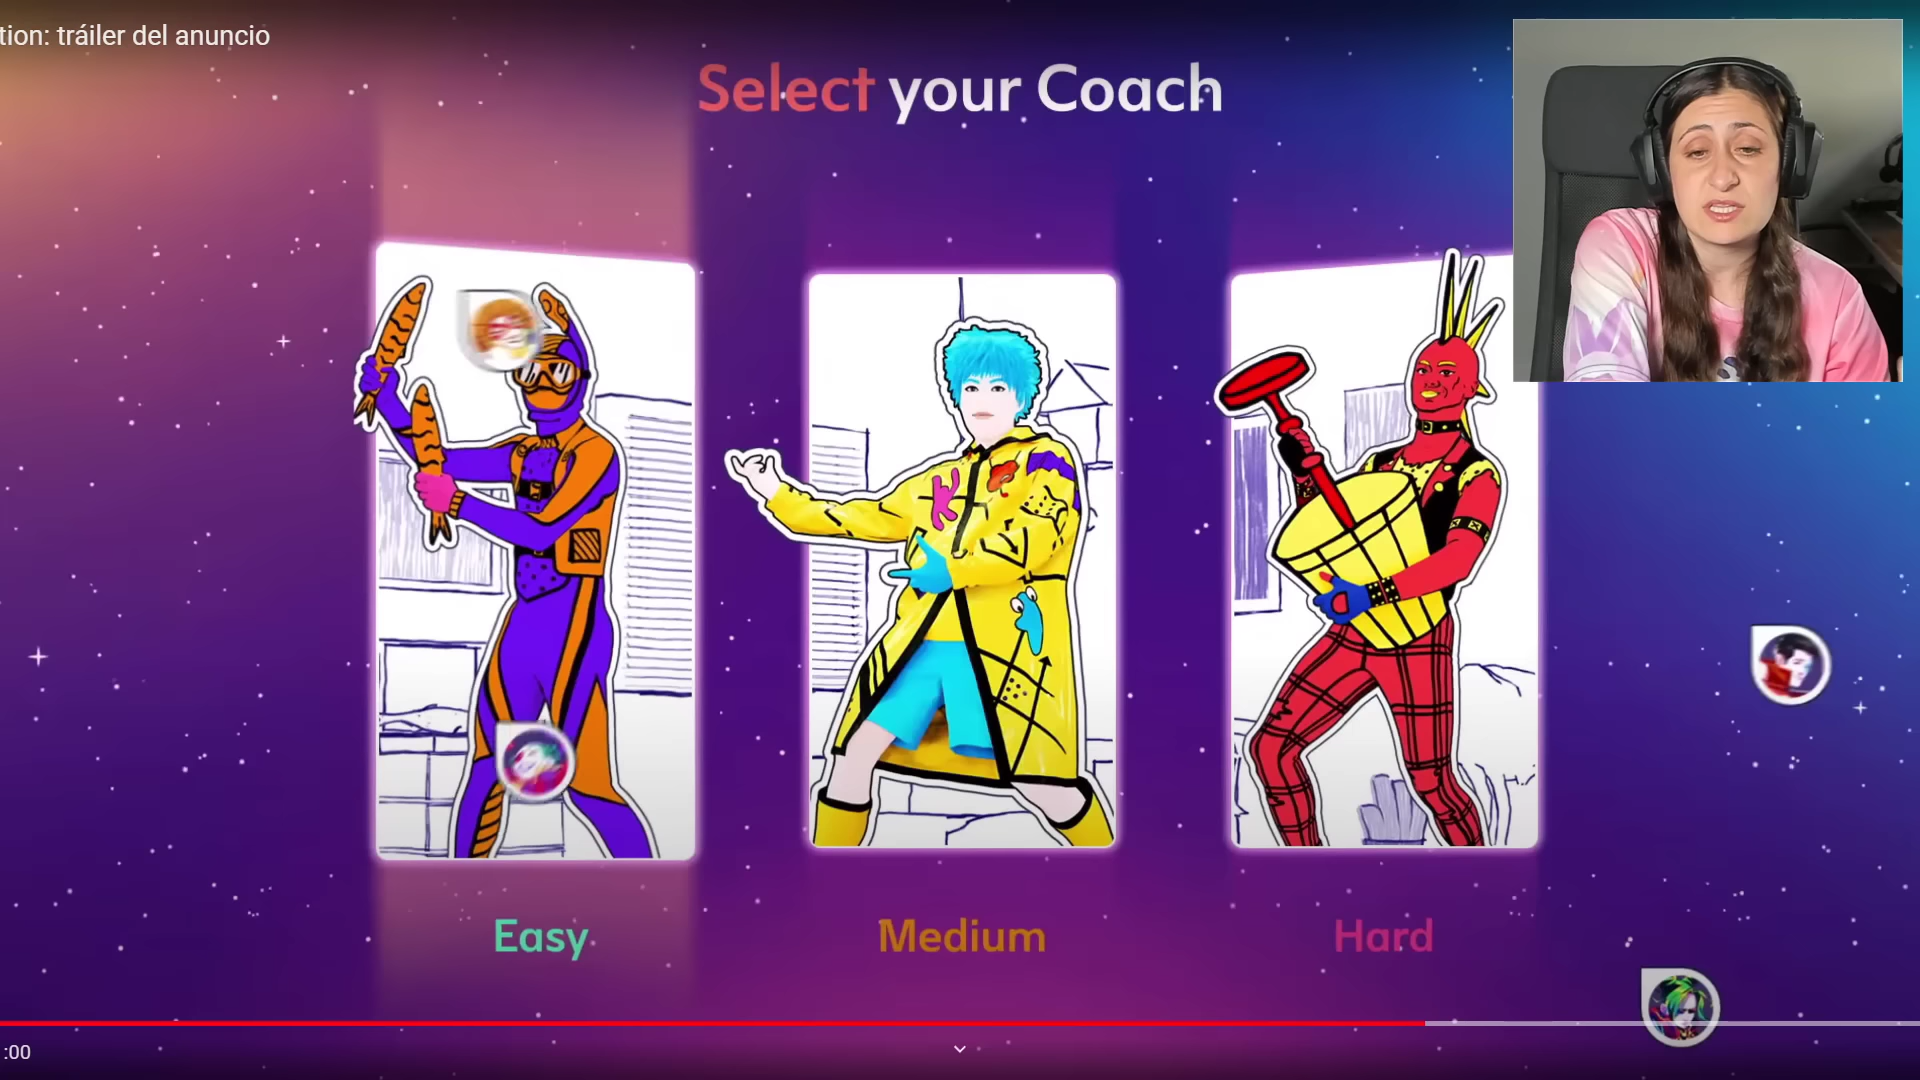 tion: tráiler del anuncio
Select your Coach
Easy
Medium
Hard
:00